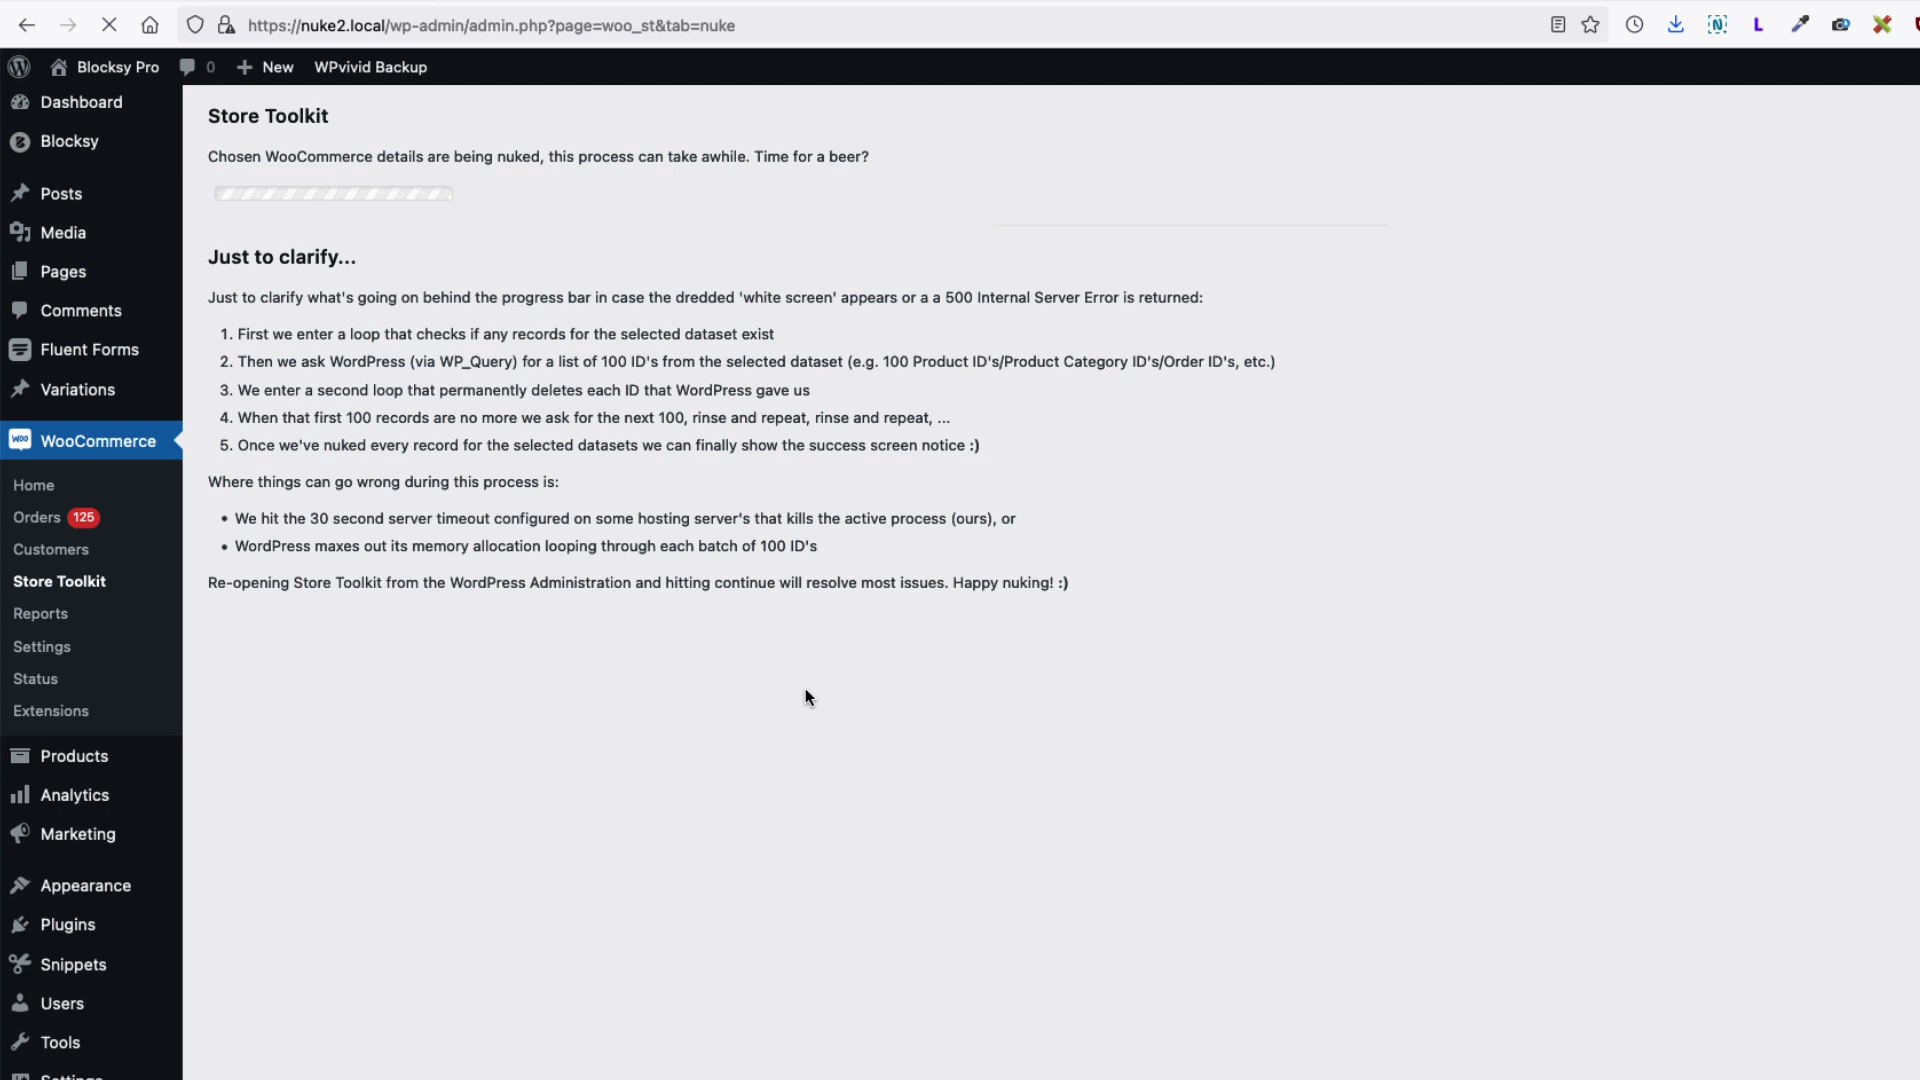 https://nuke2.local/wp-admin/admin.php?page=woo_st&tab=nuke
Blocksy Pro 0 New WPvivid Backup
Dashboard
Blocksy
Posts
Media
Pages
Comments
Fluent Forms
Variations
WooCommerce
Home
Orders 125
Customers
Store Toolkit
Reports
Settings
Status
Extensions
Products
Analytics
Marketing
Appearance
Plugins
Snippets
Users
Tools
Settings
Store Toolkit
Chosen WooCommerce details are being nuked, this process can take awhile. Time for a beer?
Just to clarify...
Just to clarify what's going on behind the progress bar in case the dredded 'white screen' appears or a a 500 Internal Server Error is returned:
1. First we enter a loop that checks if any records for the selected dataset exist
2. Then we ask WordPress (via WP_Query) for a list of 100 ID's from the selected dataset (e.g. 100 Product ID's/Product Category ID's/Order ID's, etc.)
3. We enter a second loop that permanently deletes each ID that WordPress gave us
4. When that first 100 records are no more we ask for the next 100, rinse and repeat, rinse and repeat, ...
5. Once we've nuked every record for the selected datasets we can finally show the success screen notice :)
Where things can go wrong during this process is:
• We hit the 30 second server timeout configured on some hosting server's that kills the active process (ours), or
• WordPress maxes out its memory allocation looping through each batch of 100 ID's
Re-opening Store Toolkit from the WordPress Administration and hitting continue will resolve most issues. Happy nuking! :)